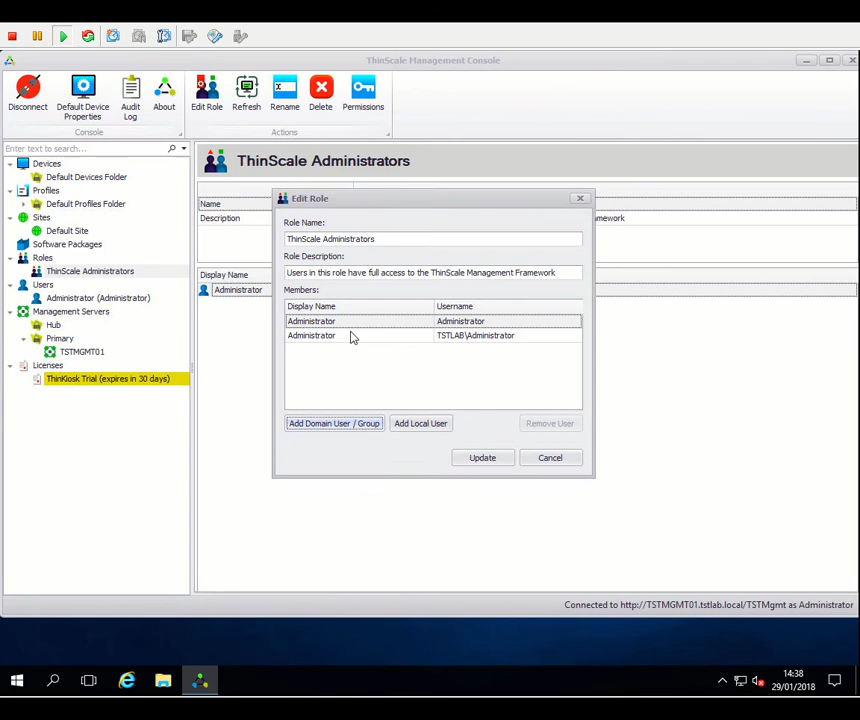 ThinScale Management Console
Disconnect
Default Device
Properties
Audit
Log
About
Edit Role
Refresh
Rename
Delete
Permissions
Console
Actions
Enter text to search...
Devices
Default Devices Folder
Profiles
Default Profiles Folder
Sites
Default Site
Software Packages
Roles
ThinScale Administrators
Users
Administrator (Administrator)
Management Servers
Hub
Primary
TSTMGMT01
Licenses
ThinKiosk Trial (expires in 30 days)
ThinScale Administrators
Name
Description
Display Name
Administrator
Edit Role
Role Name:
ThinScale Administrators
Role Description:
Users in this role have full access to the ThinScale Management Framework
Members:
Display Name Username
Administrator Administrator
Administrator TSTLAB\Administrator
Add Domain User / Group
Add Local User
Remove User
Update
Cancel
Connected to http://TSTMGMT01.tstlab.local/TSTMgmt as Administrator
14:38
29/01/2018